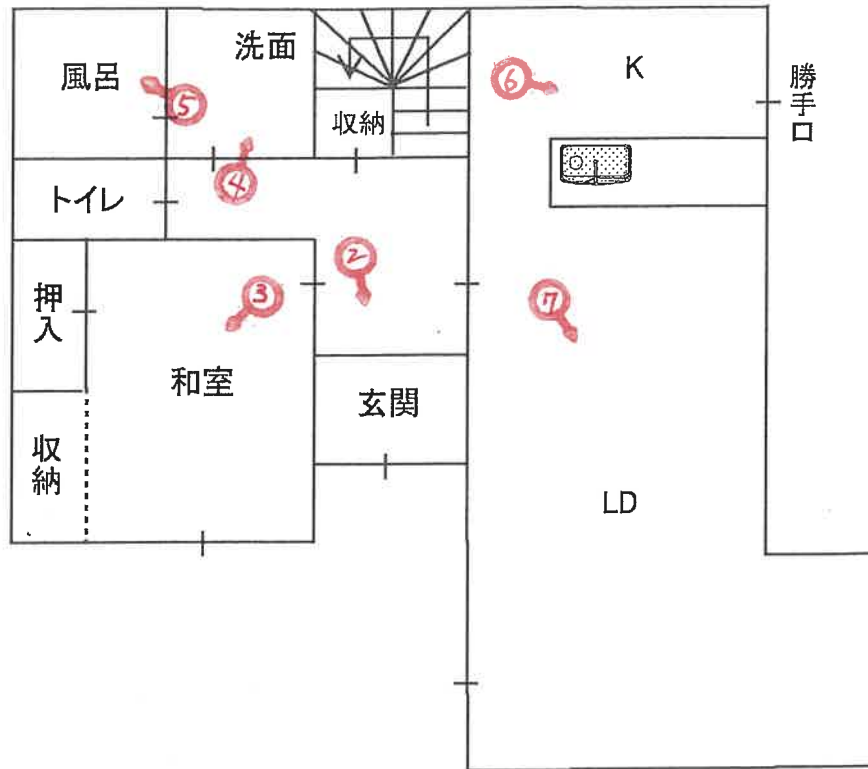 風呂
洗面
収納
K
勝手口
トイレ
押入
和室
玄関
収納
LD
⑤
⑥
④
②
③
⑦